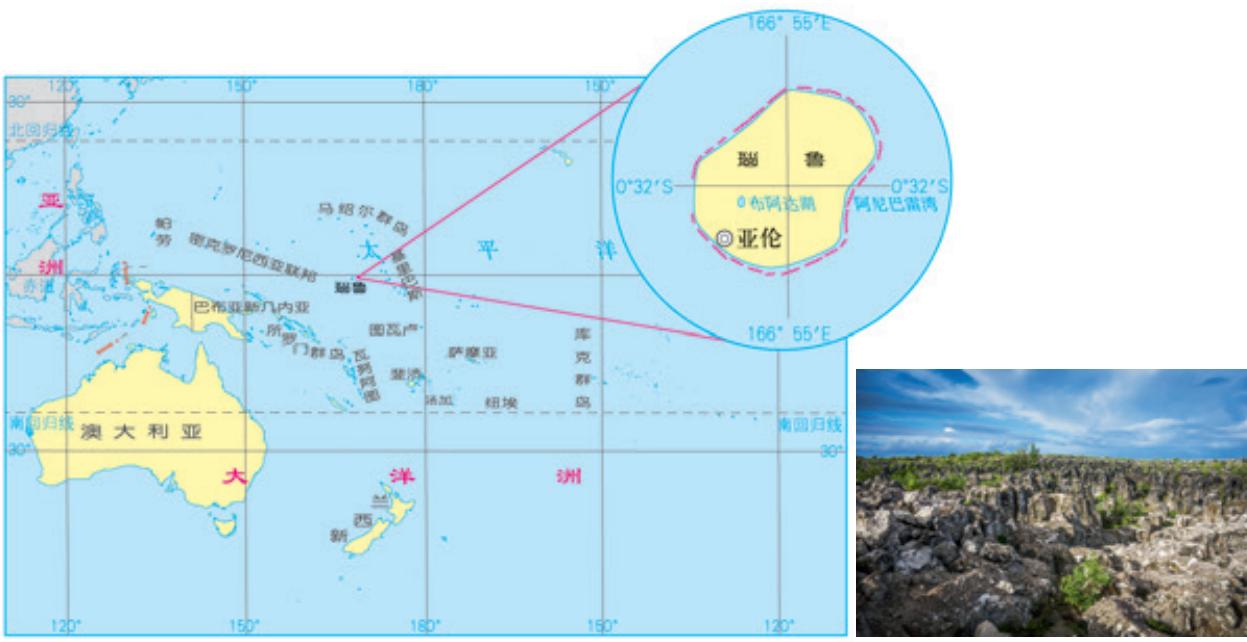 166° 55′E
120°
150°
180°
150°
30°
北回归线
亚
洲
赤道
帕劳
密克罗尼西亚联邦
马绍尔群岛
太平洋
基里巴斯
瑙鲁
巴布亚新几内亚
所罗门群岛
瓦努阿图
图瓦卢
斐济
萨摩亚
汤加
纽埃
库克群岛
南回归线
南回归线
澳大利亚
30°
30°
大洋洲
新西兰
120°
150°
180°
150°
120°
瑙鲁
0°32′S
0°32′S
布阿达湖
阿尼巴雷湾
亚伦
166° 55′E